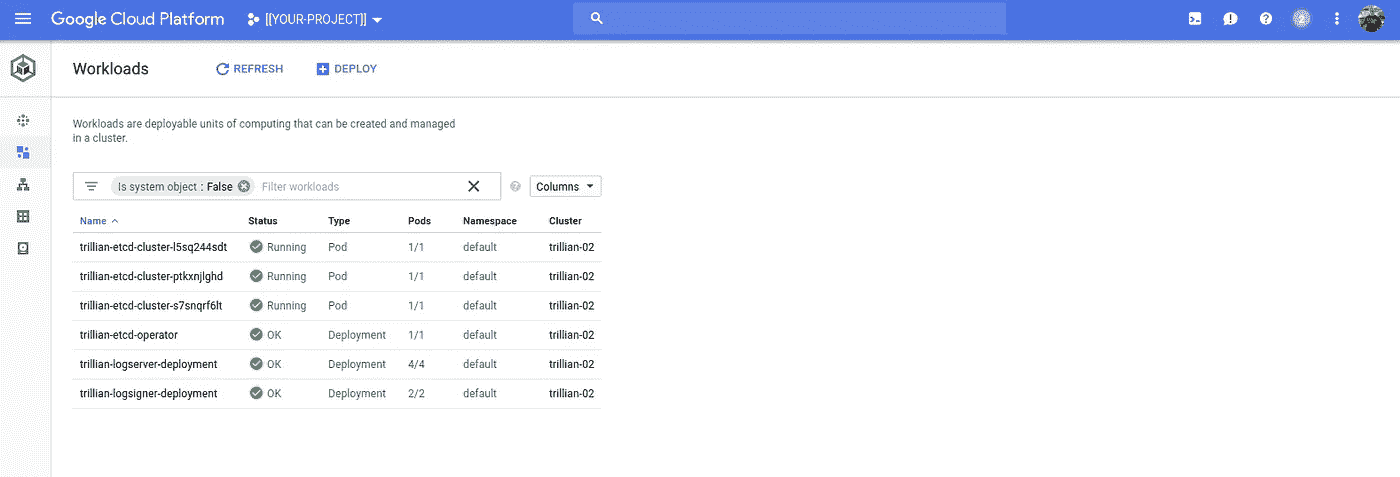 Google Cloud Platform [[YOUR-PROJECT]]
Workloads REFRESH DEPLOY
Workloads are deployable units of computing that can be created and managed
in a cluster.
Is system object : False Filter workloads Columns
Name Status Type Pods Namespace Cluster
trillian-etcd-cluster-l5sq244sdt Running Pod 1/1 default trillian-02
trillian-etcd-cluster-ptkxnjlghd Running Pod 1/1 default trillian-02
trillian-etcd-cluster-s7snqrf6lt Running Pod 1/1 default trillian-02
trillian-etcd-operator OK Deployment 1/1 default trillian-02
trillian-logserver-deployment OK Deployment 4/4 default trillian-02
trillian-logsigner-deployment OK Deployment 2/2 default trillian-02